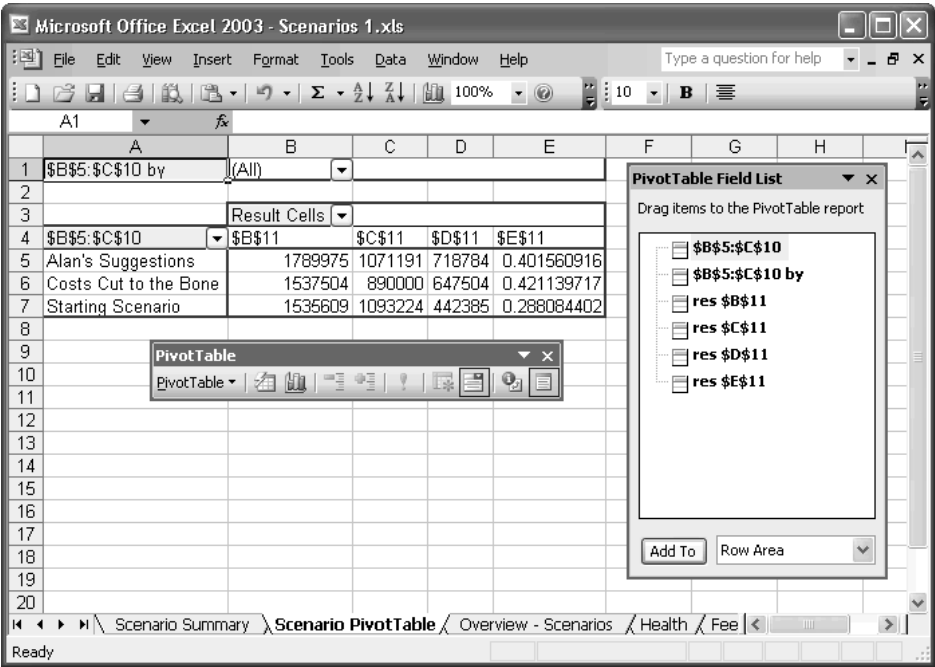 Microsoft Office Excel 2003 - Scenarios 1.xls
File Edit View Insert Format Tools Data Window Help Type a question for help
Σ 100% 10 B
A1 fx
A B C D E F G H
1 $B$5:$C$10 by (All)
2
3 Result Cells
4 $B$5:$C$10 $B$11 $C$11 $D$11 $E$11
5 Alan's Suggestions 1789975 1071191 718784 0.401560916
6 Costs Cut to the Bone 1537504 890000 647504 0.421139717
7 Starting Scenario 1535609 1093224 442385 0.288084402
8
9
10
11
12
13
14
15
16
17
18
19
20
PivotTable
PivotTable
PivotTable Field List
Drag items to the PivotTable report
$B$5:$C$10
$B$5:$C$10 by
res $B$11
res $C$11
res $D$11
res $E$11
Add To Row Area
Scenario Summary Scenario PivotTable Overview - Scenarios Health Fee
Ready